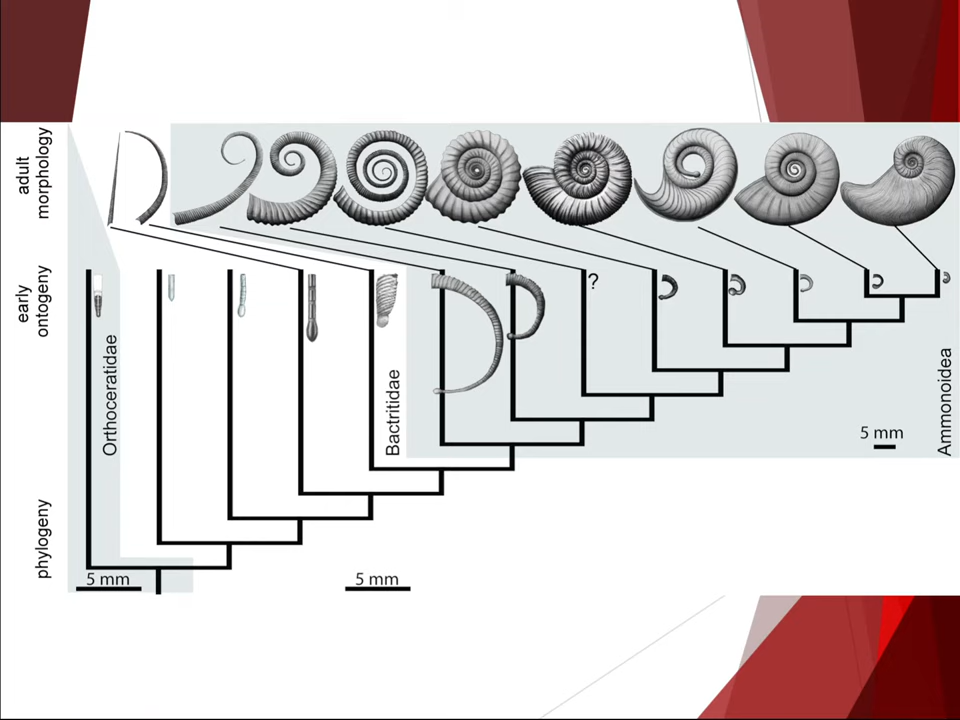 adult
morphology
early
ontogeny
?
Orthoceratidae
Bactritidae
Ammonoidea
5 mm
phylogeny
5 mm
5 mm